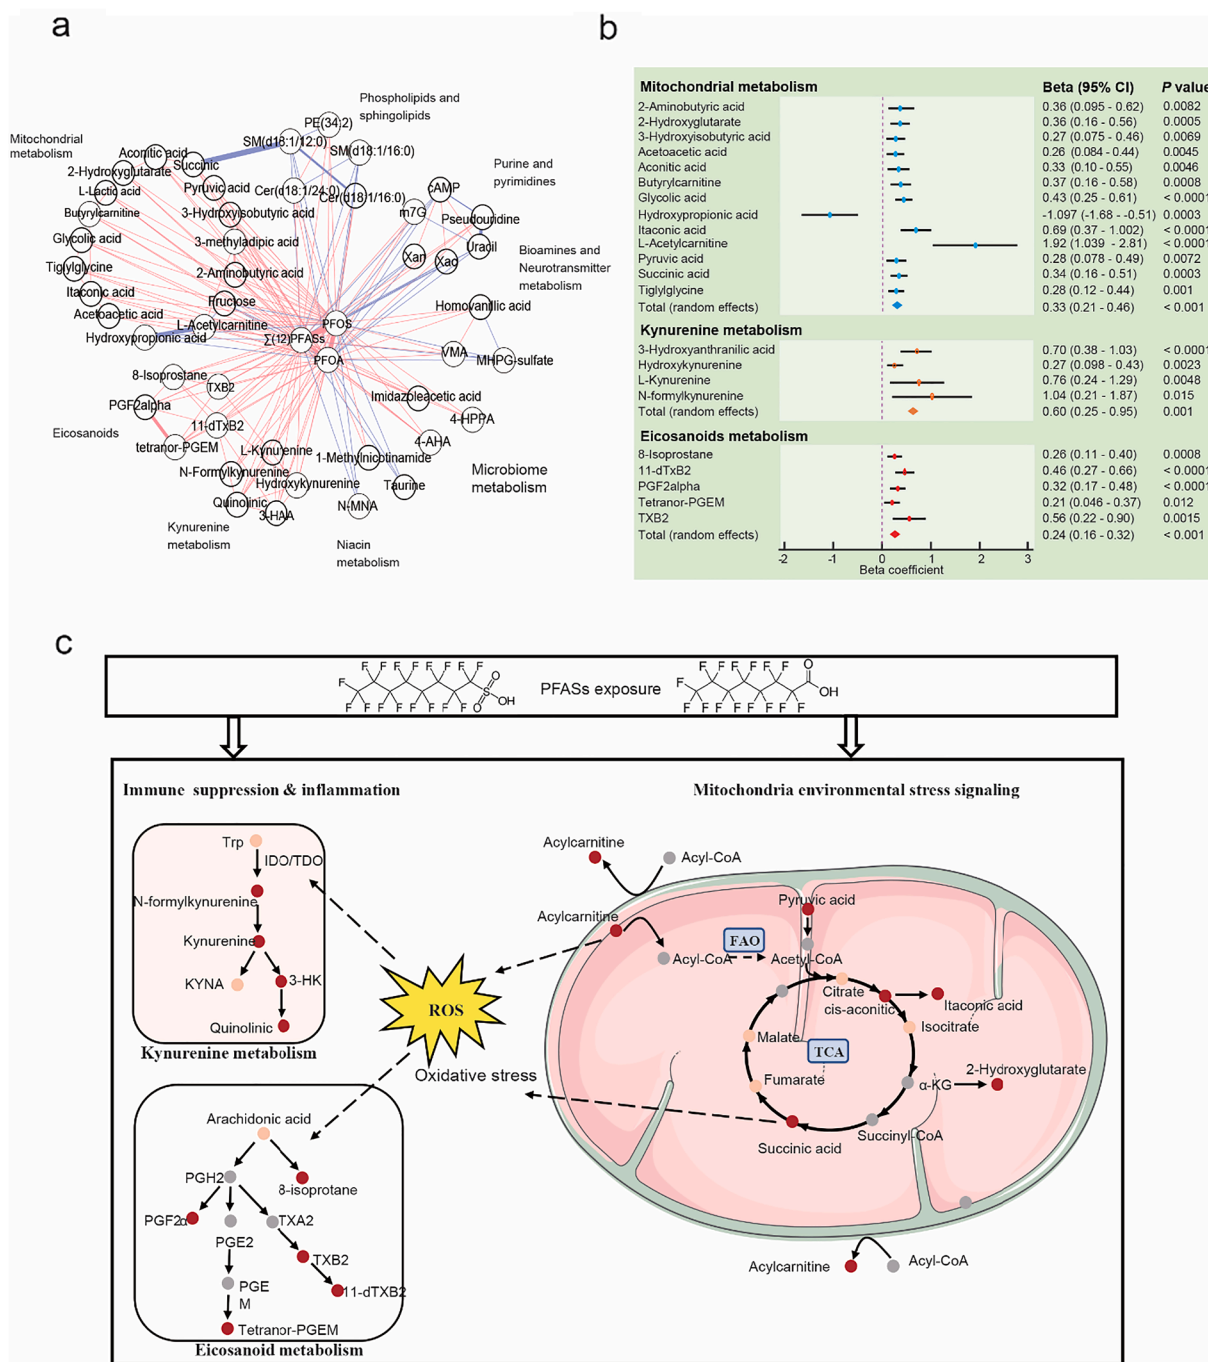 a
Phospholipids and
sphingolipids
PE(34:2)
Mitochondrial
metabolism
SM(d18:1/12:0)
SM(d18:1/16:0)
Aconitic acid
Succinic
2-Hydroxyglutarate
Purine and
pyrimidines
L-Lactic acid
Pyruvic acid
Cer(d18:1/24:0)
Cer(d18:1/16:0)
cAMP
Butyrylcarnitine
3-Hydroxyisobutyric acid
m7G
Pseudouridine
Glycolic acid
3-methyladipic acid
Uracil
Xan
Xao
Bioamines and
Neurotransmitter
metabolism
Tiglylglycine
2-Aminobutyric acid
Itaconic acid
Fructose
Homovanillic acid
Acetoacetic acid
L-Acetylcarnitine
PFOS
Hydroxypropionic acid
∑(12)PFASs
PFOA
VMA
MHPG-sulfate
8-Isoprostane
TXB2
PGF2alpha
Imidazoleacetic acid
4-HPPA
11-dTxB2
Eicosanoids
tetranor-PGEM
L-Kynurenine
4-AHA
1-Methylnicotinamide
N-Formylkynurenine
Hydroxykynurenine
Taurine
Microbiome
metabolism
Quinolinic
3-HAA
N-MNA
Kynurenine
metabolism
Niacin
metabolism
b
Mitochondrial metabolism Beta (95% CI) P value
2-Aminobutyric acid 0.36 (0.095 - 0.62) 0.0082
2-Hydroxyglutarate 0.36 (0.16 - 0.56) 0.0005
3-Hydroxyisobutyric acid 0.27 (0.075 - 0.46) 0.0069
Acetoacetic acid 0.26 (0.084 - 0.44) 0.0045
Aconitic acid 0.33 (0.10 - 0.55) 0.0046
Butyrylcarnitine 0.37 (0.16 - 0.58) 0.0008
Glycolic acid 0.43 (0.25 - 0.61) < 0.0001
Hydroxypropionic acid -1.097 (-1.68 - -0.51) 0.0003
Itaconic acid 0.69 (0.37 - 1.002) < 0.0001
L-Acetylcarnitine 1.92 (1.039 - 2.81) < 0.0001
Pyruvic acid 0.28 (0.078 - 0.49) 0.0072
Succinic acid 0.34 (0.16 - 0.51) 0.0003
Tiglylglycine 0.28 (0.12 - 0.44) 0.001
Total (random effects) 0.33 (0.21 - 0.46) < 0.001
Kynurenine metabolism
3-Hydroxyanthranilic acid 0.70 (0.38 - 1.03) < 0.0001
Hydroxykynurenine 0.27 (0.098 - 0.43) 0.0023
L-Kynurenine 0.76 (0.24 - 1.29) 0.0048
N-formylkynurenine 1.04 (0.21 - 1.87) 0.015
Total (random effects) 0.60 (0.25 - 0.95) 0.001
Eicosanoids metabolism
8-Isoprostane 0.26 (0.11 - 0.40) 0.0008
11-dTxB2 0.46 (0.27 - 0.66) < 0.0001
PGF2alpha 0.32 (0.17 - 0.48) < 0.0001
Tetranor-PGEM 0.21 (0.046 - 0.37) 0.012
TXB2 0.56 (0.22 - 0.90) 0.0015
Total (random effects) 0.24 (0.16 - 0.32) < 0.001
-2 -1 0 1 2 3
Beta coefficient
c
F F F F F F F F
F
F F F F F F F F
O
S
O
OH
PFASs exposure
F F F F F F
F
F F F F F F F F
O
OH
Immune suppression & inflammation
Mitochondria environmental stress signaling
Trp
IDO/TDO
N-formylkynurenine
Kynurenine
KYNA
3-HK
Quinolinic
Kynurenine metabolism
ROS
Oxidative stress
Arachidonic acid
PGH2
8-isoprotane
PGF2α
TXA2
PGE2
TXB2
PGE
M
11-dTXB2
Tetranor-PGEM
Eicosanoid metabolism
Acylcarnitine
Acyl-CoA
Acylcarnitine
Pyruvic acid
FAO
Acyl-CoA
Acetyl-CoA
Citrate
cis-aconitic
Itaconic acid
Isocitrate
Malate
TCA
2-Hydroxyglutarate
α-KG
Fumarate
Succinyl-CoA
Succinic acid
Acylcarnitine
Acyl-CoA